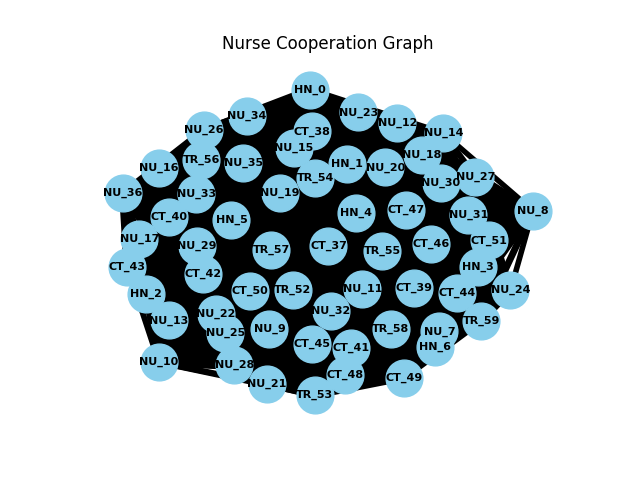 Nurse Cooperation Graph
HN_0
NU_23
NU_34
NU_12
NU_26
CT_38
NU_14
NU_15
NU_18
TR_56
NU_35
HN_1
NU_20
NU_16
TR_54
NU_27
NU_30
NU_36
NU_33
NU_19
CT_47
NU_8
HN_4
NU_31
CT_40
HN_5
NU_17
CT_51
CT_46
NU_29
CT_37
TR_57
TR_55
CT_43
HN_3
CT_42
CT_39
NU_11
TR_52
CT_50
NU_24
HN_2
CT_44
NU_32
NU_22
NU_13
TR_59
NU_9
TR_58
NU_7
NU_25
CT_45
CT_41
HN_6
NU_10
NU_28
CT_48
CT_49
NU_21
TR_53